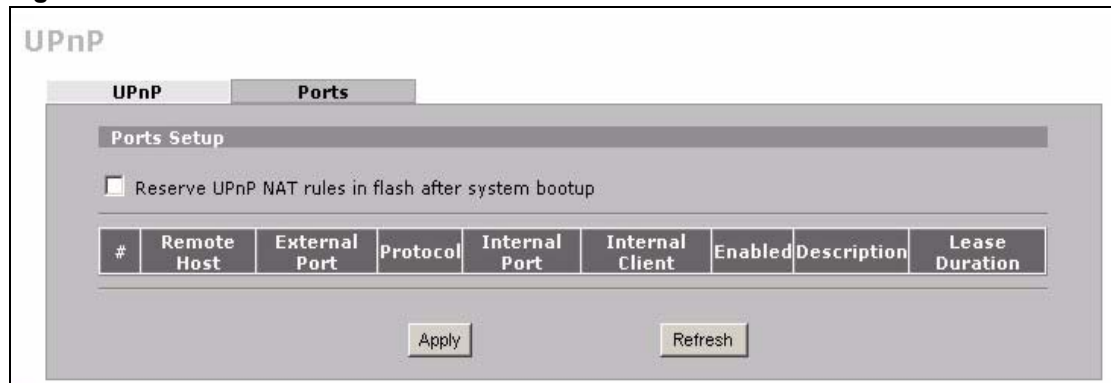 UPnP
UPnP Ports
Ports Setup
Reserve UPnP NAT rules in flash after system bootup
# Remote Host External Port Protocol Internal Port Internal Client Enabled Description Lease Duration
Apply Refresh